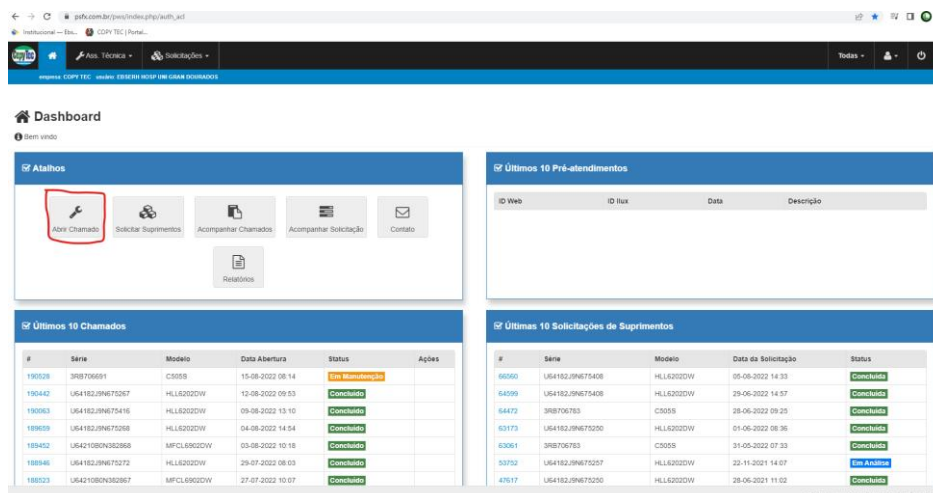 psfx.com.br/pws/index.php/auth_ad
Institucional — Ebs... COPY TEC | Portal...
Ass. Técnica Solicitações Todas
empresa: COPY TEC usuário: EBSERH HOSP UNI GRAN DOURADOS
Dashboard
Bem vindo
Atalhos
Abrir Chamado Solicitar Suprimentos Acompanhar Chamados Acompanhar Solicitação Contato
Relatórios
Últimos 10 Pré-atendimentos
ID Web ID Ilux Data Descrição
Últimos 10 Chamados
# Série Modelo Data Abertura Status Ações
190528 3RB706691 C505S 15-08-2022 08:14 Em Manutenção
190442 U64182J9N675267 HLL6202DW 12-08-2022 09:53 Concluído
190063 U64182J9N675416 HLL6202DW 09-08-2022 13:10 Concluído
189659 U64182J9N675268 HLL6202DW 04-08-2022 14:54 Concluído
189452 U64210B0N382868 MFCL6902DW 03-08-2022 10:18 Concluído
188946 U64182J9N675272 HLL6202DW 29-07-2022 08:03 Concluído
188523 U64210B0N382867 MFCL6902DW 27-07-2022 10:07 Concluído
Últimas 10 Solicitações de Suprimentos
# Série Modelo Data da Solicitação Status
66060 U64182J9N675408 HLL6202DW 05-08-2022 14:33 Concluída
64599 U64182J9N675408 HLL6202DW 29-06-2022 14:57 Concluída
64472 3RB706783 C505S 28-06-2022 09:25 Concluída
63173 U64182J9N675250 HLL6202DW 01-06-2022 08:36 Concluída
63061 3RB706783 C505S 31-05-2022 07:33 Concluída
53752 U64182J9N675257 HLL6202DW 22-11-2021 14:07 Em Análise
47617 U64182J9N675250 HLL6202DW 28-06-2021 11:02 Concluída